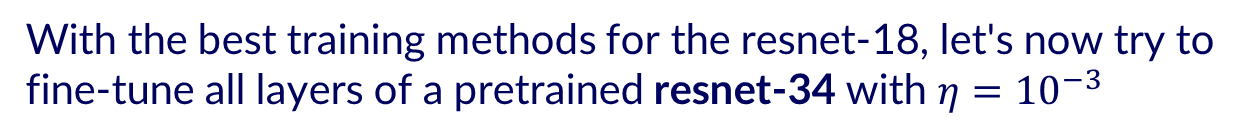 With the best training methods for the resnet-18, let's now try to
fine-tune all layers of a pretrained resnet-34 with η = 10⁻³